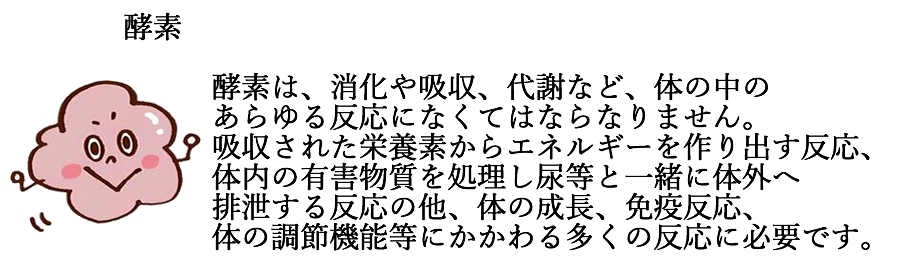 酵素
酵素は、消化や吸収、代謝など、体の中の
あらゆる反応になくてはならなりません。
吸収された栄養素からエネルギーを作り出す反応、
体内の有害物質を処理し尿等と一緒に体外へ
排泄する反応の他、体の成長、免疫反応、
体の調節機能等にかかわる多くの反応に必要です。